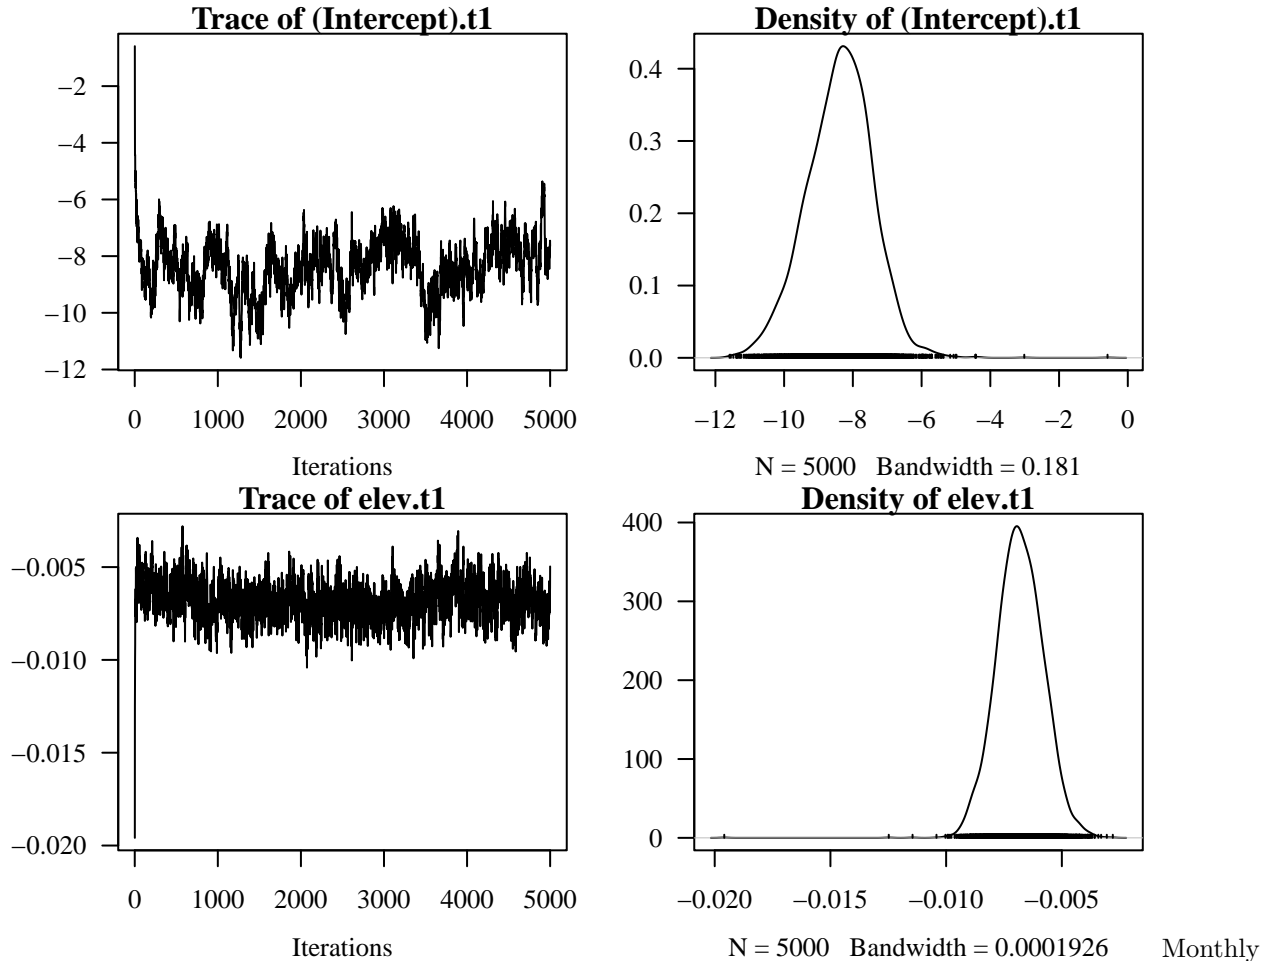 Trace of (Intercept).t1
−2
−4
−6
−8
−10
−12
0 1000 2000 3000 4000 5000
Iterations
Density of (Intercept).t1
0.4
0.3
0.2
0.1
0.0
−12 −10 −8 −6 −4 −2 0
N = 5000 Bandwidth = 0.181
Trace of elev.t1
−0.005
−0.010
−0.015
−0.020
0 1000 2000 3000 4000 5000
Iterations
Density of elev.t1
400
300
200
100
0
−0.020 −0.015 −0.010 −0.005
N = 5000 Bandwidth = 0.0001926
Monthly